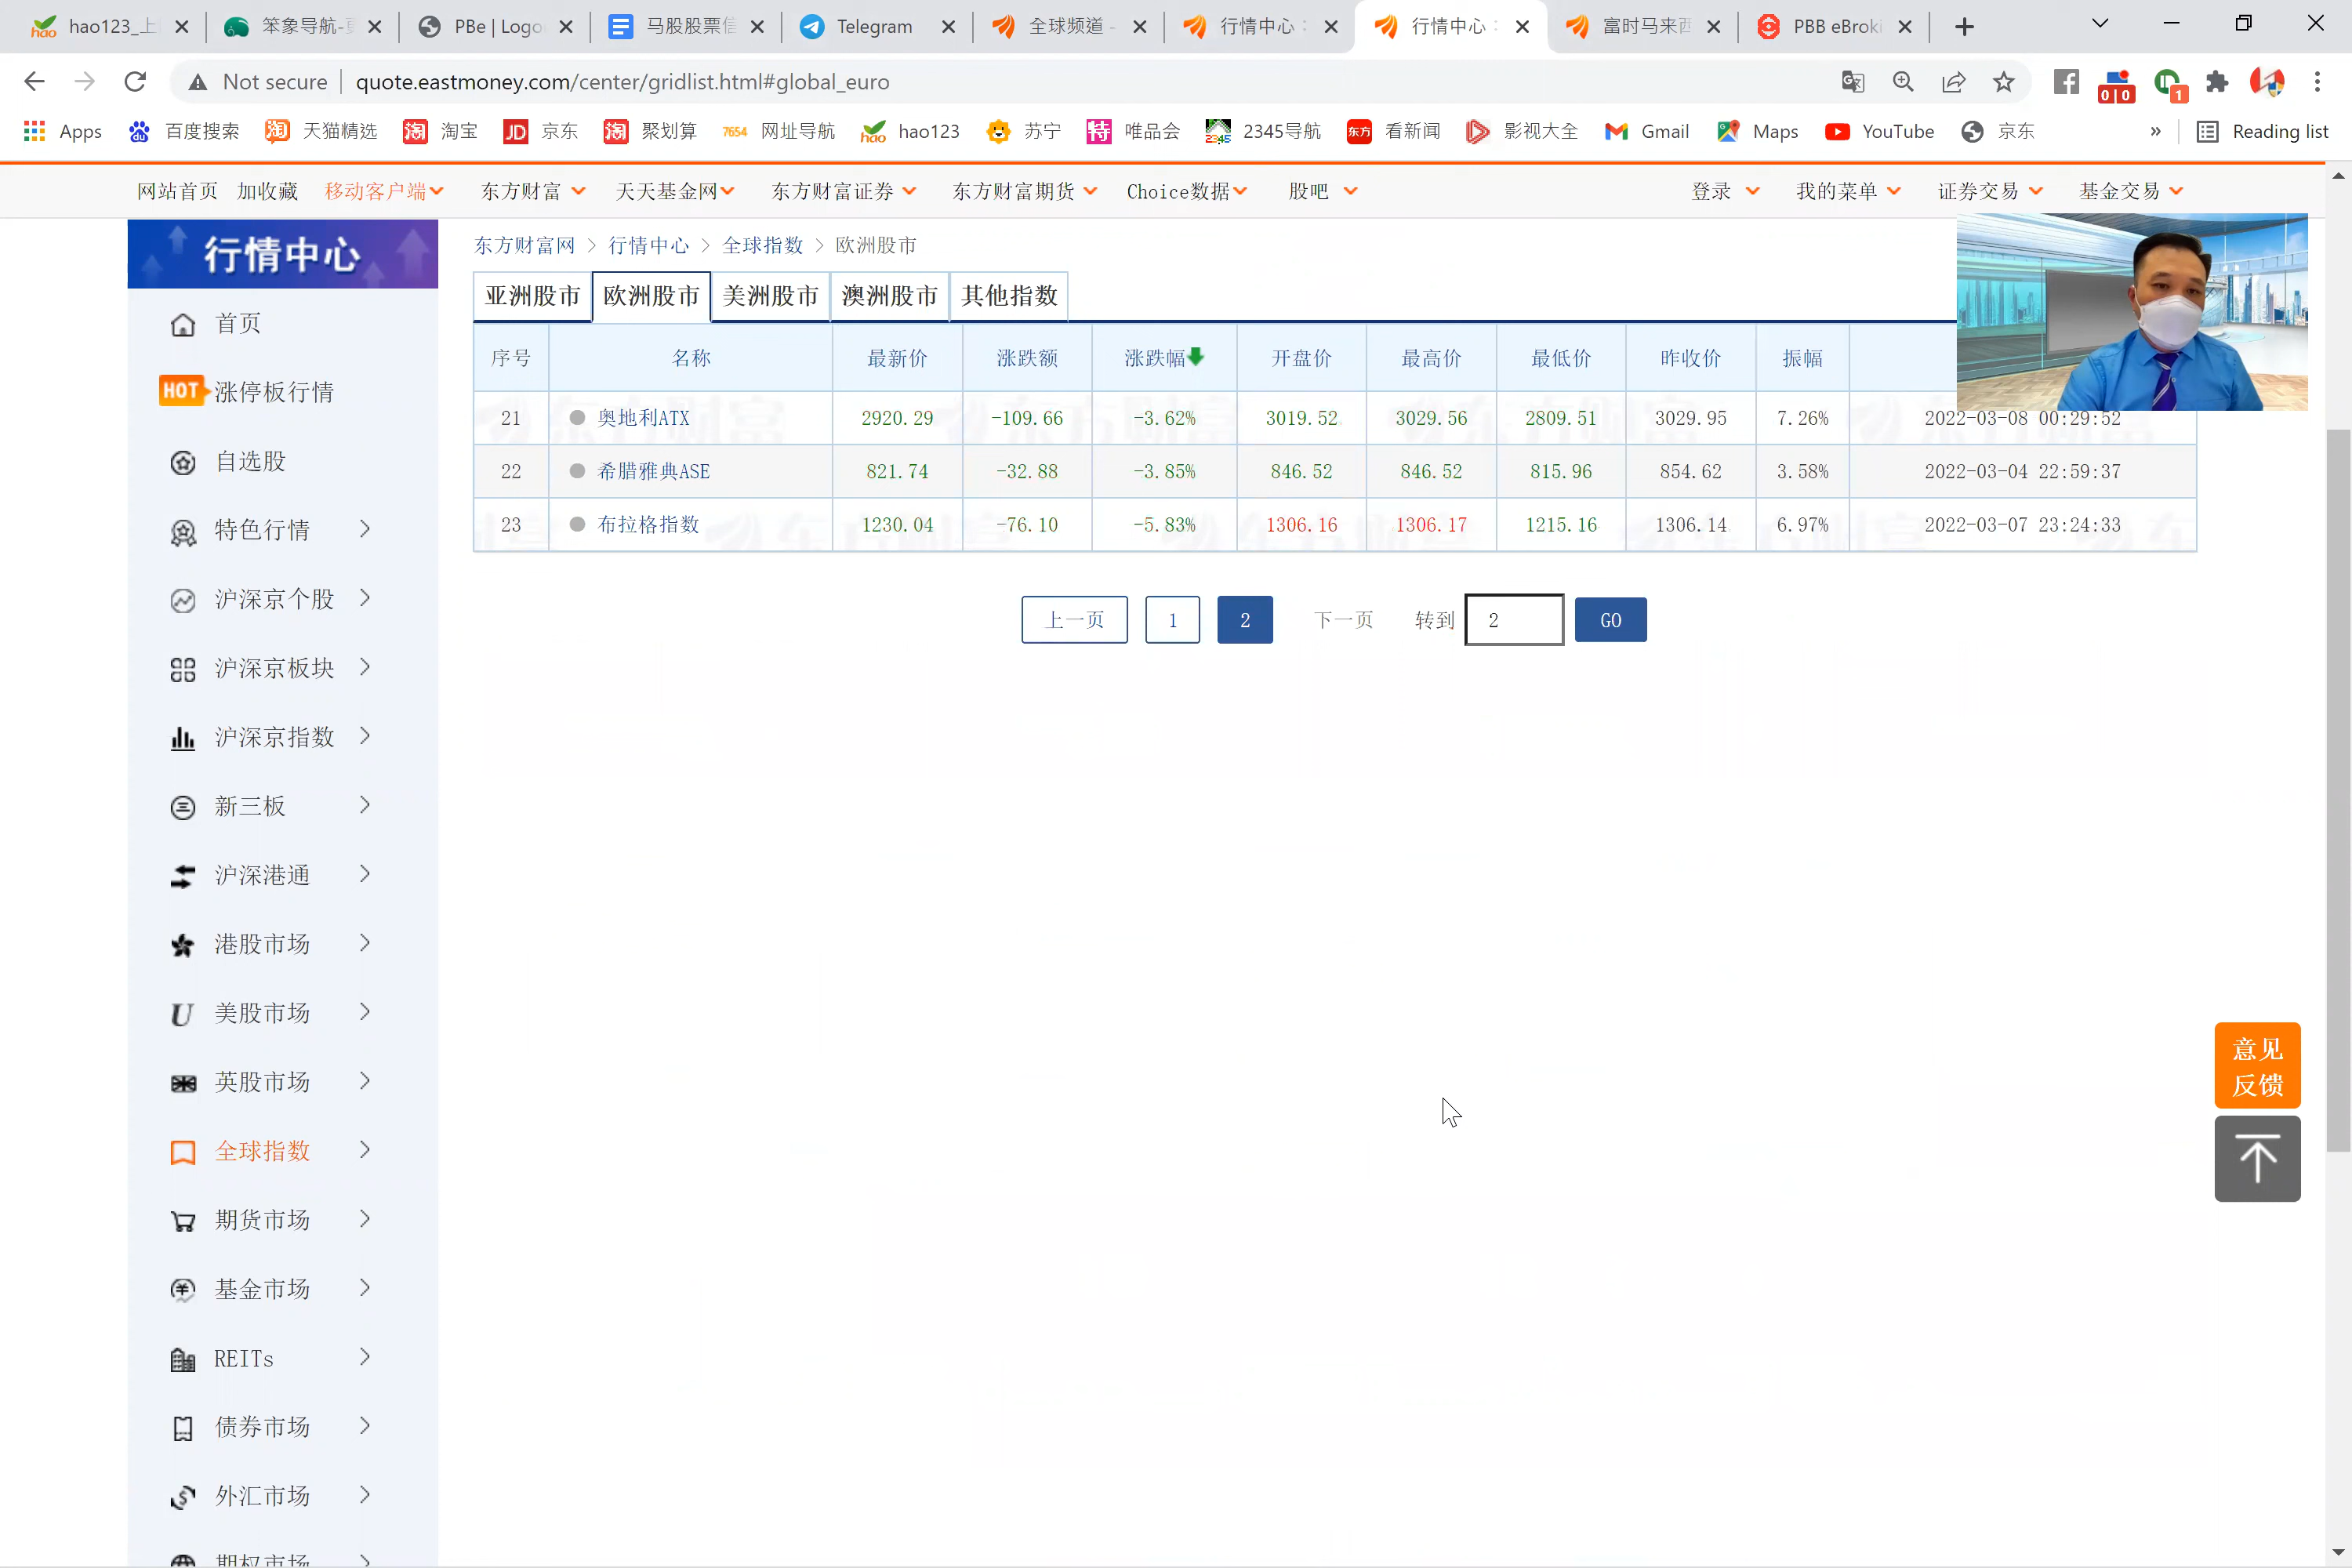 hao123_上 笨象导航- PBe | Logo 马股股票信 Telegram 全球频道 - 行情中心: 行情中心: 富时马来西 PBB eBroki
Not secure quote.eastmoney.com/center/gridlist.html#global_euro 0|0 1
Apps 百度搜索 天猫精選 淘宝 JD 京东 聚划算 7654 网址导航 hao hao123 苏宁 特 唯品会 2345 2345导航 东方 看新闻 影视大全 Gmail Maps YouTube 京东 » Reading list
网站首页 加收藏 移动客户端 东方财富 天天基金网 东方财富证券 东方财富期货 Choice数据 股吧 登录 我的菜单 证券交易 基金交易
行情中心
东方财富网 > 行情中心 > 全球指数 > 欧洲股市
亚洲股市 欧洲股市 美洲股市 澳洲股市 其他指数
序号 名称 最新价 涨跌额 涨跌幅 开盘价 最高价 最低价 昨收价 振幅
21 奥地利ATX 2920.29 -109.66 -3.62% 3019.52 3029.56 2809.51 3029.95 7.26% 2022-03-08 00:29:52
22 希腊雅典ASE 821.74 -32.88 -3.85% 846.52 846.52 815.96 854.62 3.58% 2022-03-04 22:59:37
23 布拉格指数 1230.04 -76.10 -5.83% 1306.16 1306.17 1215.16 1306.14 6.97% 2022-03-07 23:24:33
上一页 1 2 下一页 转到 2 GO
首页
HOT 涨停板行情
自选股
特色行情
沪深京个股
沪深京板块
沪深京指数
新三板
沪深港通
港股市场
美股市场
英股市场
全球指数
期货市场
基金市场
REITs
债券市场
外汇市场
期权市场
意见
反馈